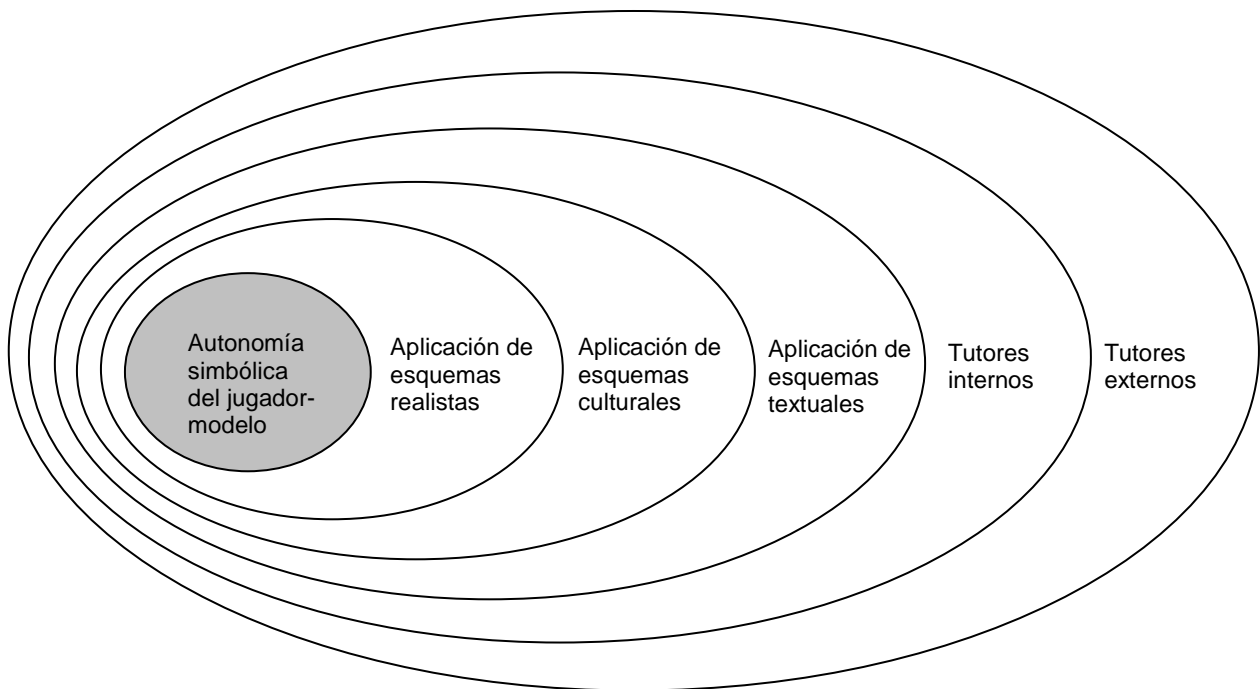 Autonomía
simbólica
del jugador-
modelo
Aplicación de
esquemas
realistas
Aplicación de
esquemas
culturales
Aplicación de
esquemas
textuales
Tutores
internos
Tutores
externos